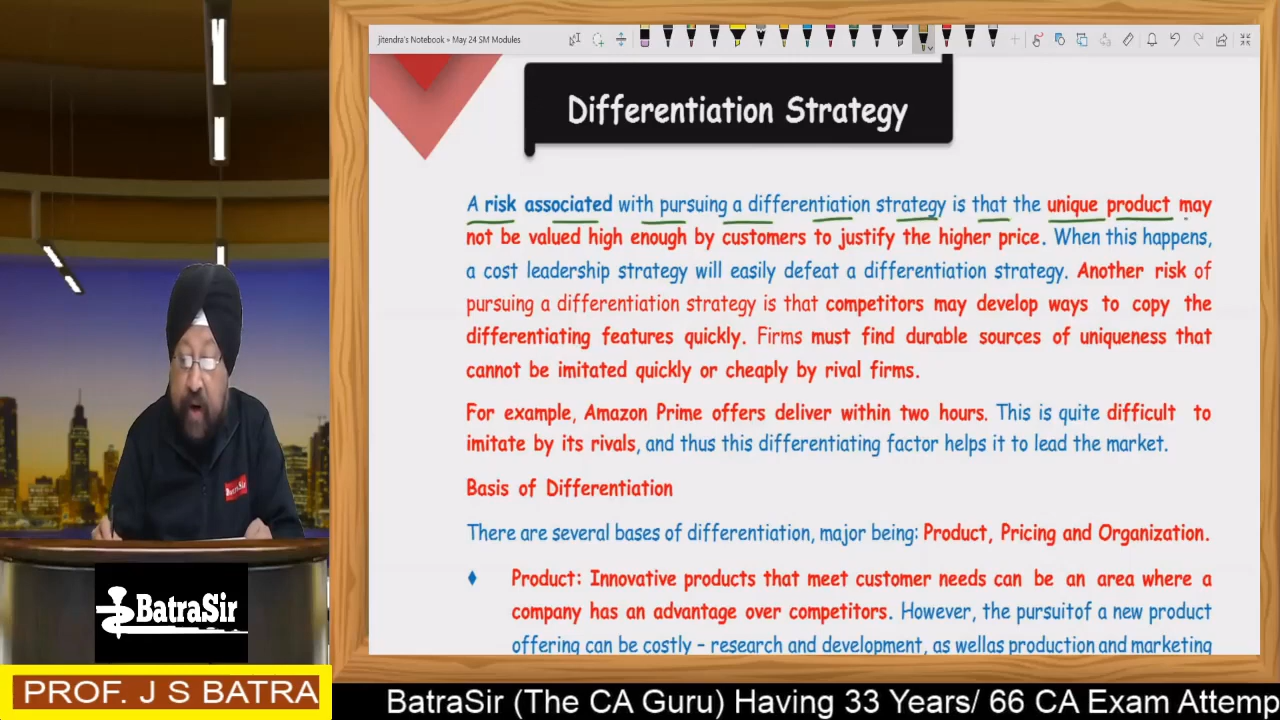 jitendra's Notebook » May 24 SM Modules
Differentiation Strategy
A risk associated with pursuing a differentiation strategy is that the unique product may
not be valued high enough by customers to justify the higher price. When this happens,
a cost leadership strategy will easily defeat a differentiation strategy. Another risk of
pursuing a differentiation strategy is that competitors may develop ways to copy the
differentiating features quickly. Firms must find durable sources of uniqueness that
cannot be imitated quickly or cheaply by rival firms.
For example, Amazon Prime offers deliver within two hours. This is quite difficult to
imitate by its rivals, and thus this differentiating factor helps it to lead the market.
Basis of Differentiation
There are several bases of differentiation, major being: Product, Pricing and Organization.
Product: Innovative products that meet customer needs can be an area where a
company has an advantage over competitors. However, the pursuitof a new product
offering can be costly – research and development, as wellas production and marketing
BatraSir
BatraSir
PROF. J S BATRA
BatraSir (The CA Guru) Having 33 Years/ 66 CA Exam Attemp